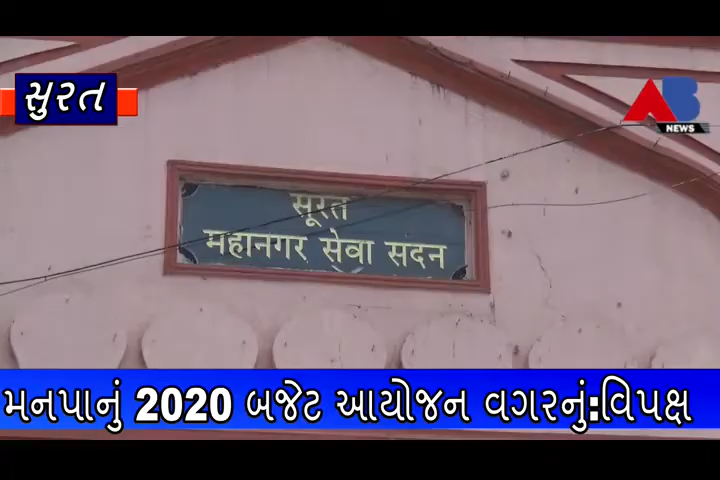 સુરત
AB
NEWS
सूरत
महानगर सेवा सदन
મનપાનું 2020 બજેટ આયોજન વગરનું:વિપક્ષ